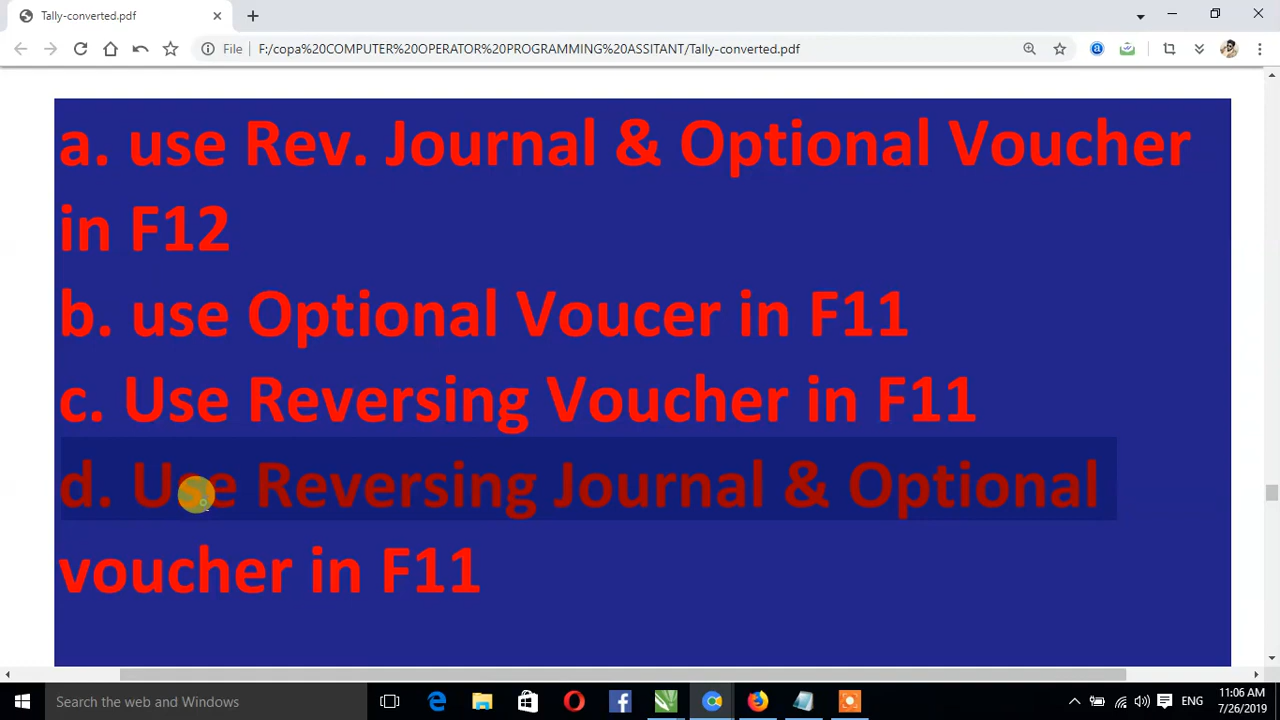 Tally-converted.pdf
File
F:/copa%20COMPUTER%20OPERATOR%20PROGRAMMING%20ASSITANT/Tally-converted.pdf
a. use Rev. Journal & Optional Voucher
in F12
b. use Optional Voucer in F11
c. Use Reversing Voucher in F11
d. Use Reversing Journal & Optional
voucher in F11
Search the web and Windows
ENG
11:06 AM
7/26/2019